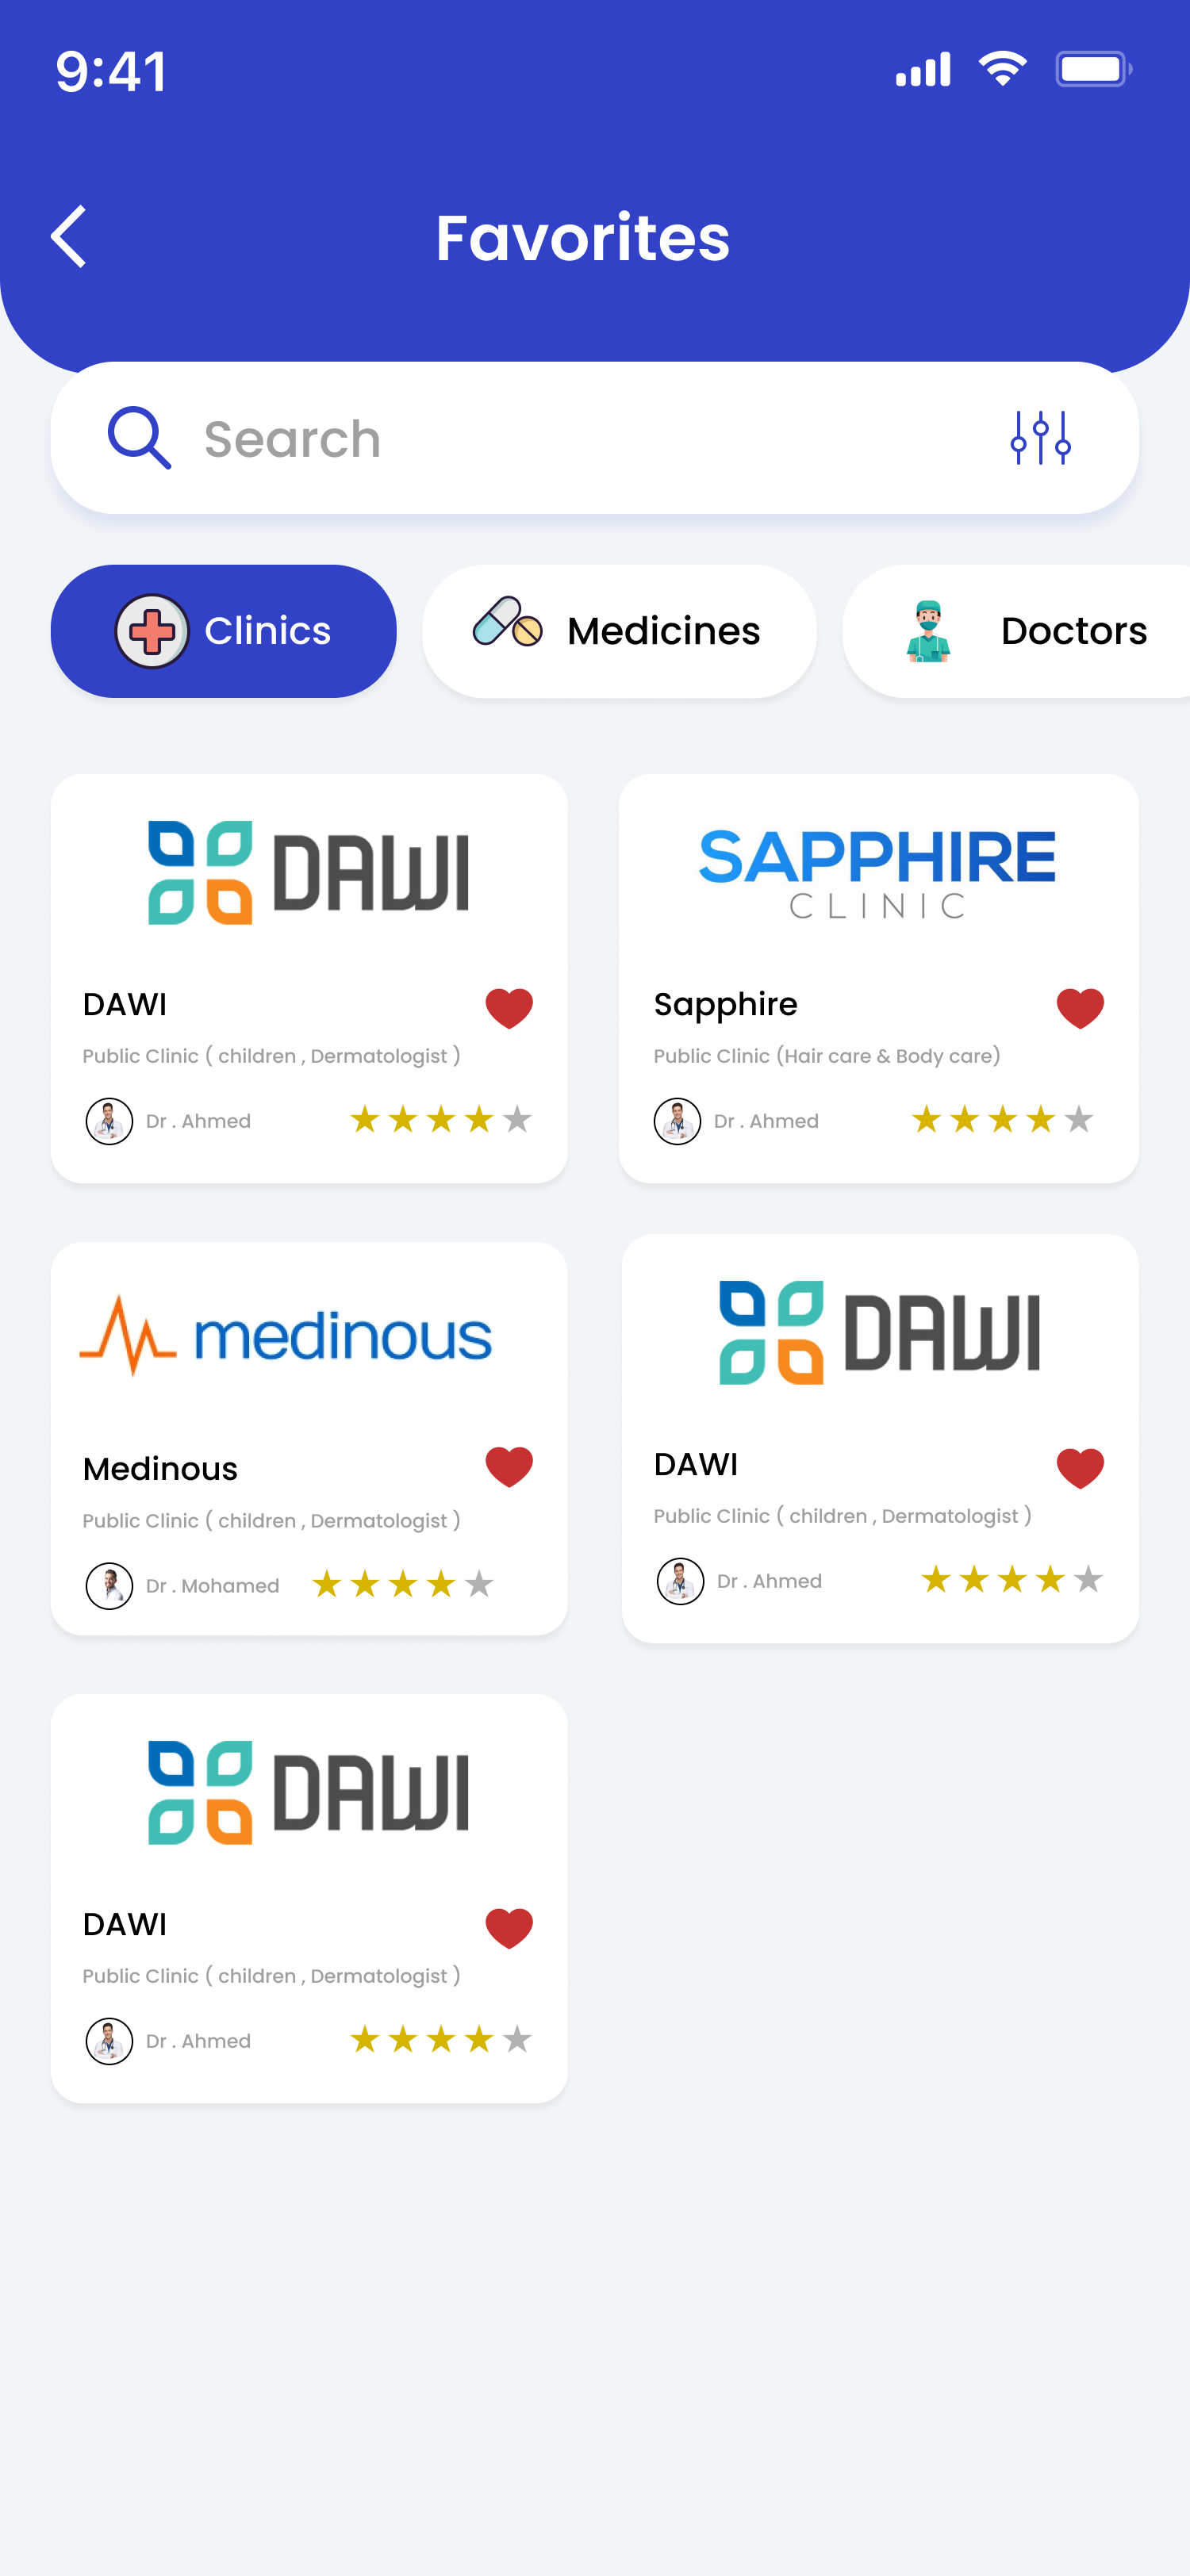 9:41
Favorites
Search
Clinics
Medicines
Doctors
DAWI
DAWI
Public Clinic ( children , Dermatologist )
Dr . Ahmed
SAPPHIRE
CLINIC
Sapphire
Public Clinic (Hair care & Body care)
Dr . Ahmed
medinous
Medinous
Public Clinic ( children , Dermatologist )
Dr . Mohamed
DAWI
DAWI
Public Clinic ( children , Dermatologist )
Dr . Ahmed
DAWI
DAWI
Public Clinic ( children , Dermatologist )
Dr . Ahmed